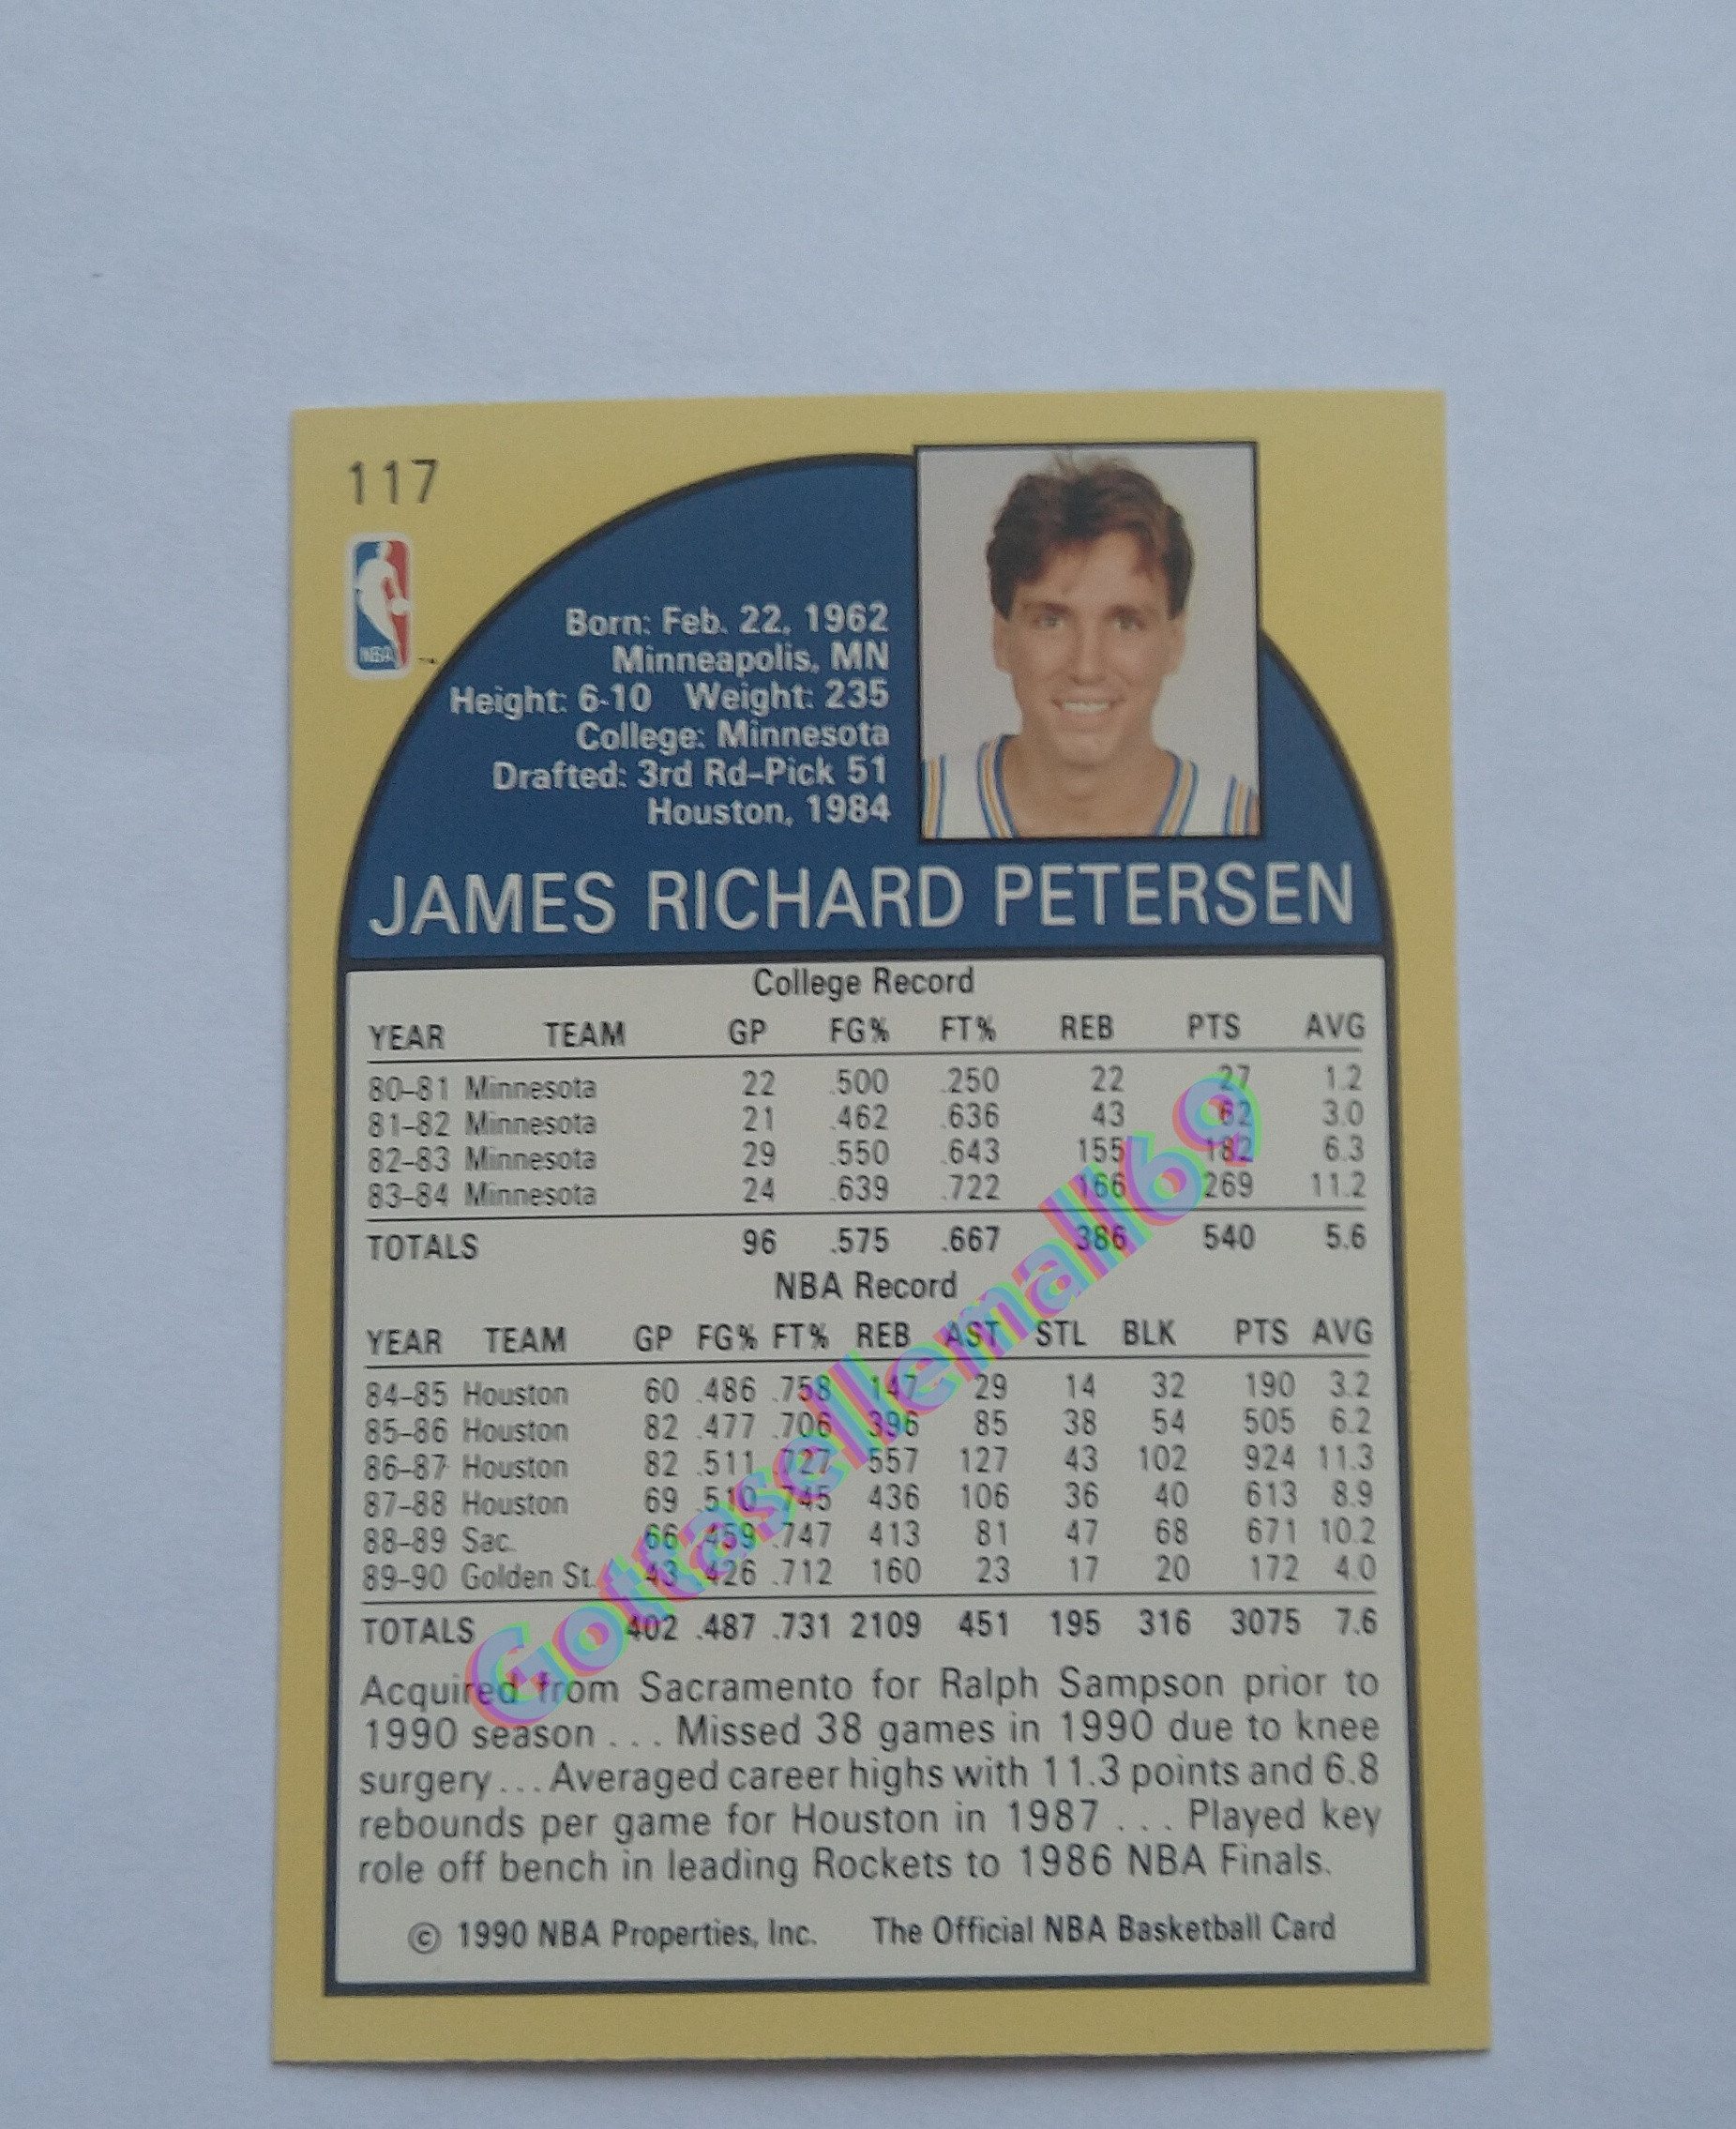 117
NBA
Born: Feb. 22, 1962
Minneapolis, MN
Height: 6-10 Weight: 235
College: Minnesota
Drafted: 3rd Rd-Pick 51
Houston, 1984
JAMES RICHARD PETERSEN
College Record
YEAR TEAM GP FG% FT% REB PTS AVG
80-81 Minnesota 22 .500 .250 22 27 1.2
81-82 Minnesota 21 .462 .636 43 62 3.0
82-83 Minnesota 29 .550 .643 155 182 6.3
83-84 Minnesota 24 .639 .722 166 269 11.2
TOTALS 96 .575 .667 386 540 5.6
NBA Record
YEAR TEAM GP FG% FT% REB AST STL BLK PTS AVG
84-85 Houston 60 .486 .758 147 29 14 32 190 3.2
85-86 Houston 82 .477 .706 396 85 38 54 505 6.2
86-87 Houston 82 .511 .727 557 127 43 102 924 11.3
87-88 Houston 69 .510 .745 436 106 36 40 613 8.9
88-89 Sac. 66 .459 .747 413 81 47 68 671 10.2
89-90 Golden St. 43 .426 .712 160 23 17 20 172 4.0
TOTALS 402 .487 .731 2109 451 195 316 3075 7.6
Acquired from Sacramento for Ralph Sampson prior to
1990 season . . . Missed 38 games in 1990 due to knee
surgery . . . Averaged career highs with 11.3 points and 6.8
rebounds per game for Houston in 1987 . . . Played key
role off bench in leading Rockets to 1986 NBA Finals.
© 1990 NBA Properties, Inc. The Official NBA Basketball Card
Gottasellemall69